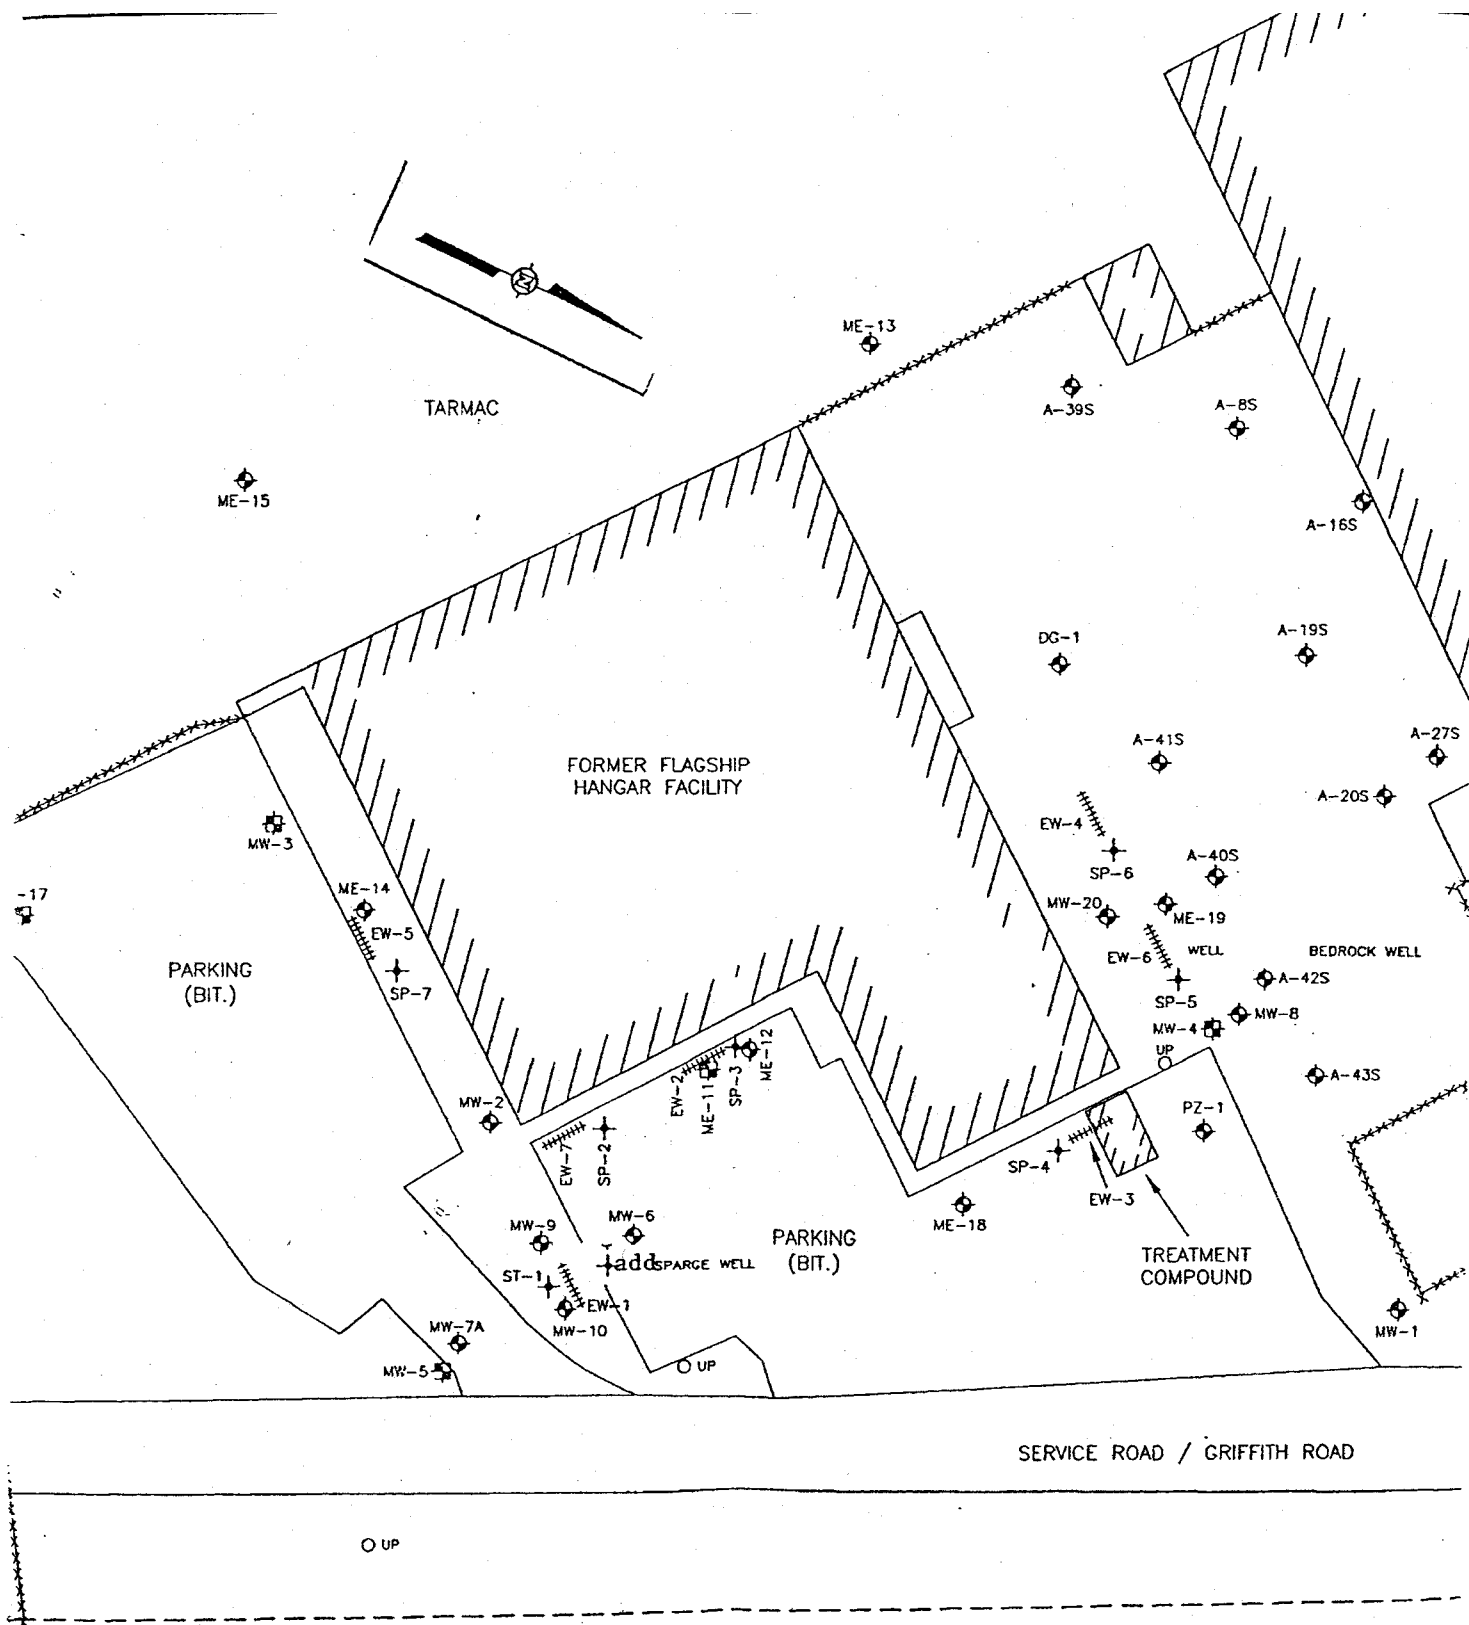 ME-13
A-39S
A-8S
TARMAC
N
ME-15
A-16S
DG-1
A-19S
A-41S
A-27S
FORMER FLAGSHIP
HANGAR FACILITY
A-20S
EW-4
MW-3
SP-6
A-40S
ME-14
-17
MW-20
ME-19
EW-5
EW-6
WELL
BEDROCK WELL
PARKING
(BIT.)
SP-7
SP-5
A-42S
MW-4
MW-8
UP
EW-2
ME-11
SP-3
ME-12
A-43S
MW-2
PZ-1
EW-7
SP-2
SP-4
EW-3
MW-9
MW-6
ME-18
PARKING
(BIT.)
addSPARGE WELL
TREATMENT
COMPOUND
ST-1
EW-1
MW-10
MW-1
MW-7A
MW-5
UP
SERVICE ROAD / GRIFFITH ROAD
UP